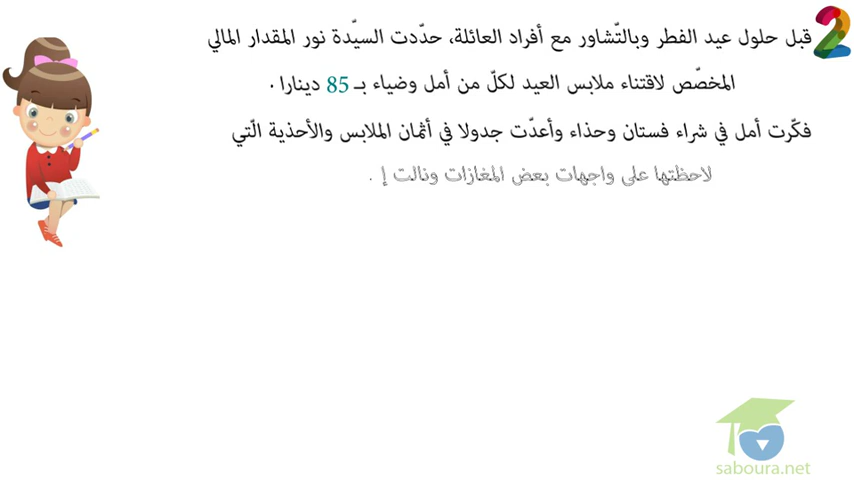 2
قبل حلول عيد الفطر وبالتّشاور مع أفراد العائلة، حدّدت السيّدة نور المقدار المالي
المخصّص لاقتناء ملابس العيد لكلّ من أمل وضياء بـ 85 دينارا .
فكّرت أمل في شراء فستان وحذاء وأعدّت جدولا في أثمان الملابس والأحذية الّتي
لاحظتها على واجهات بعض المغازات ونالت إ .
saboura.net